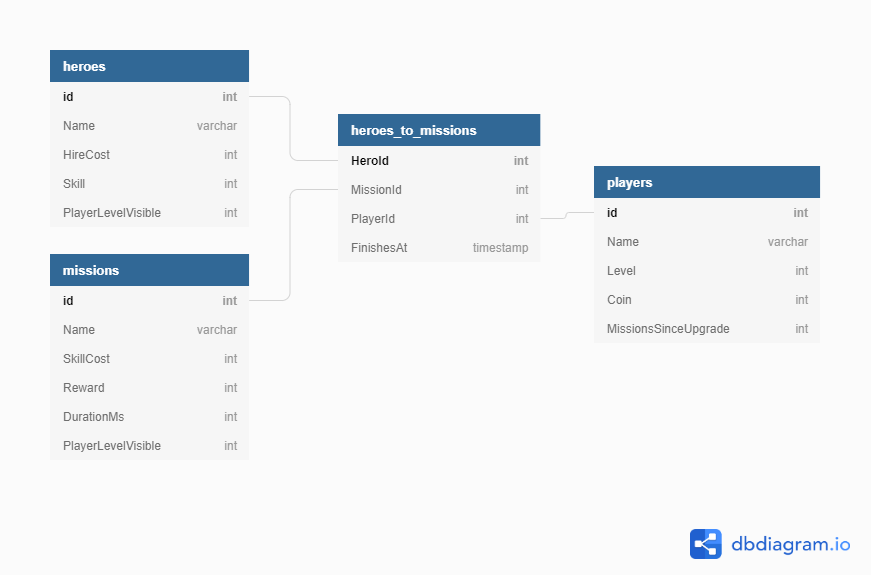 heroes
id int
Name varchar
HireCost int
Skill int
PlayerLevelVisible int
missions
id int
Name varchar
SkillCost int
Reward int
DurationMs int
PlayerLevelVisible int
heroes_to_missions
HeroId int
MissionId int
PlayerId int
FinishesAt timestamp
players
id int
Name varchar
Level int
Coin int
MissionsSinceUpgrade int
dbdiagram.io